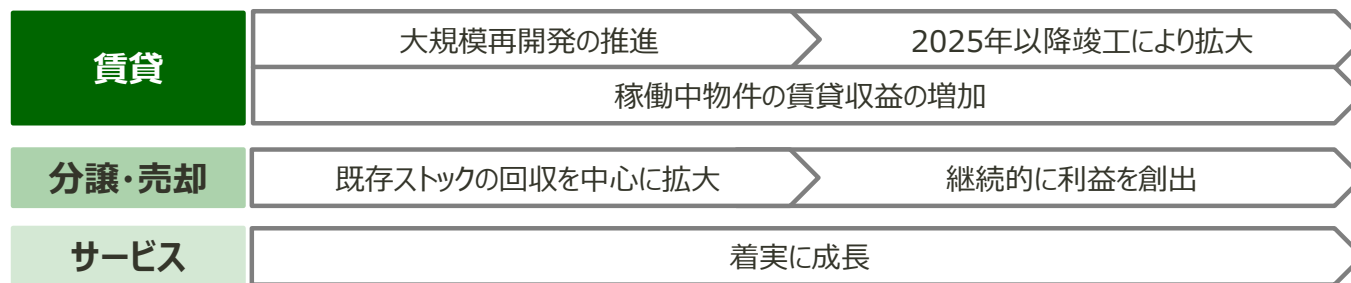 賃貸
大規模再開発の推進
2025年以降竣工により拡大
稼働中物件の賃貸収益の増加
分譲・売却
既存ストックの回収を中心に拡大
継続的に利益を創出
サービス
着実に成長